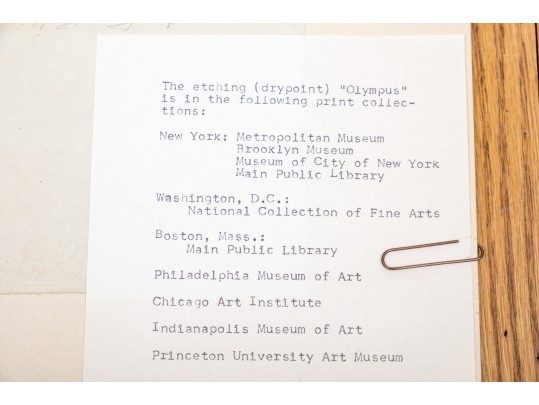 The etching (drypoint) "Olympus"
is in the following print collec-
tions:
New York: Metropolitan Museum
Brooklyn Museum
Museum of City of New York
Main Public Library
Washington, D.C.:
National Collection of Fine Arts
Boston, Mass.:
Main Public Library
Philadelphia Museum of Art
Chicago Art Institute
Indianapolis Museum of Art
Princeton University Art Museum